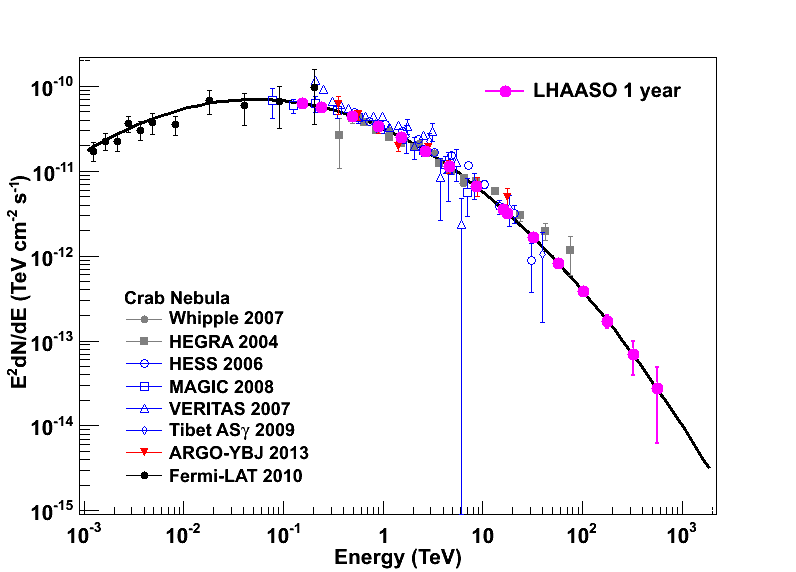 LHAASO 1 year
E² dN/dE (TeV cm⁻² s⁻¹)
10⁻¹⁰
10⁻¹¹
10⁻¹²
10⁻¹³
10⁻¹⁴
10⁻¹⁵
Crab Nebula
Whipple 2007
HEGRA 2004
HESS 2006
MAGIC 2008
VERITAS 2007
Tibet ASγ 2009
ARGO-YBJ 2013
Fermi-LAT 2010
10⁻³ 10⁻² 10⁻¹ 1 10 10² 10³
Energy (TeV)